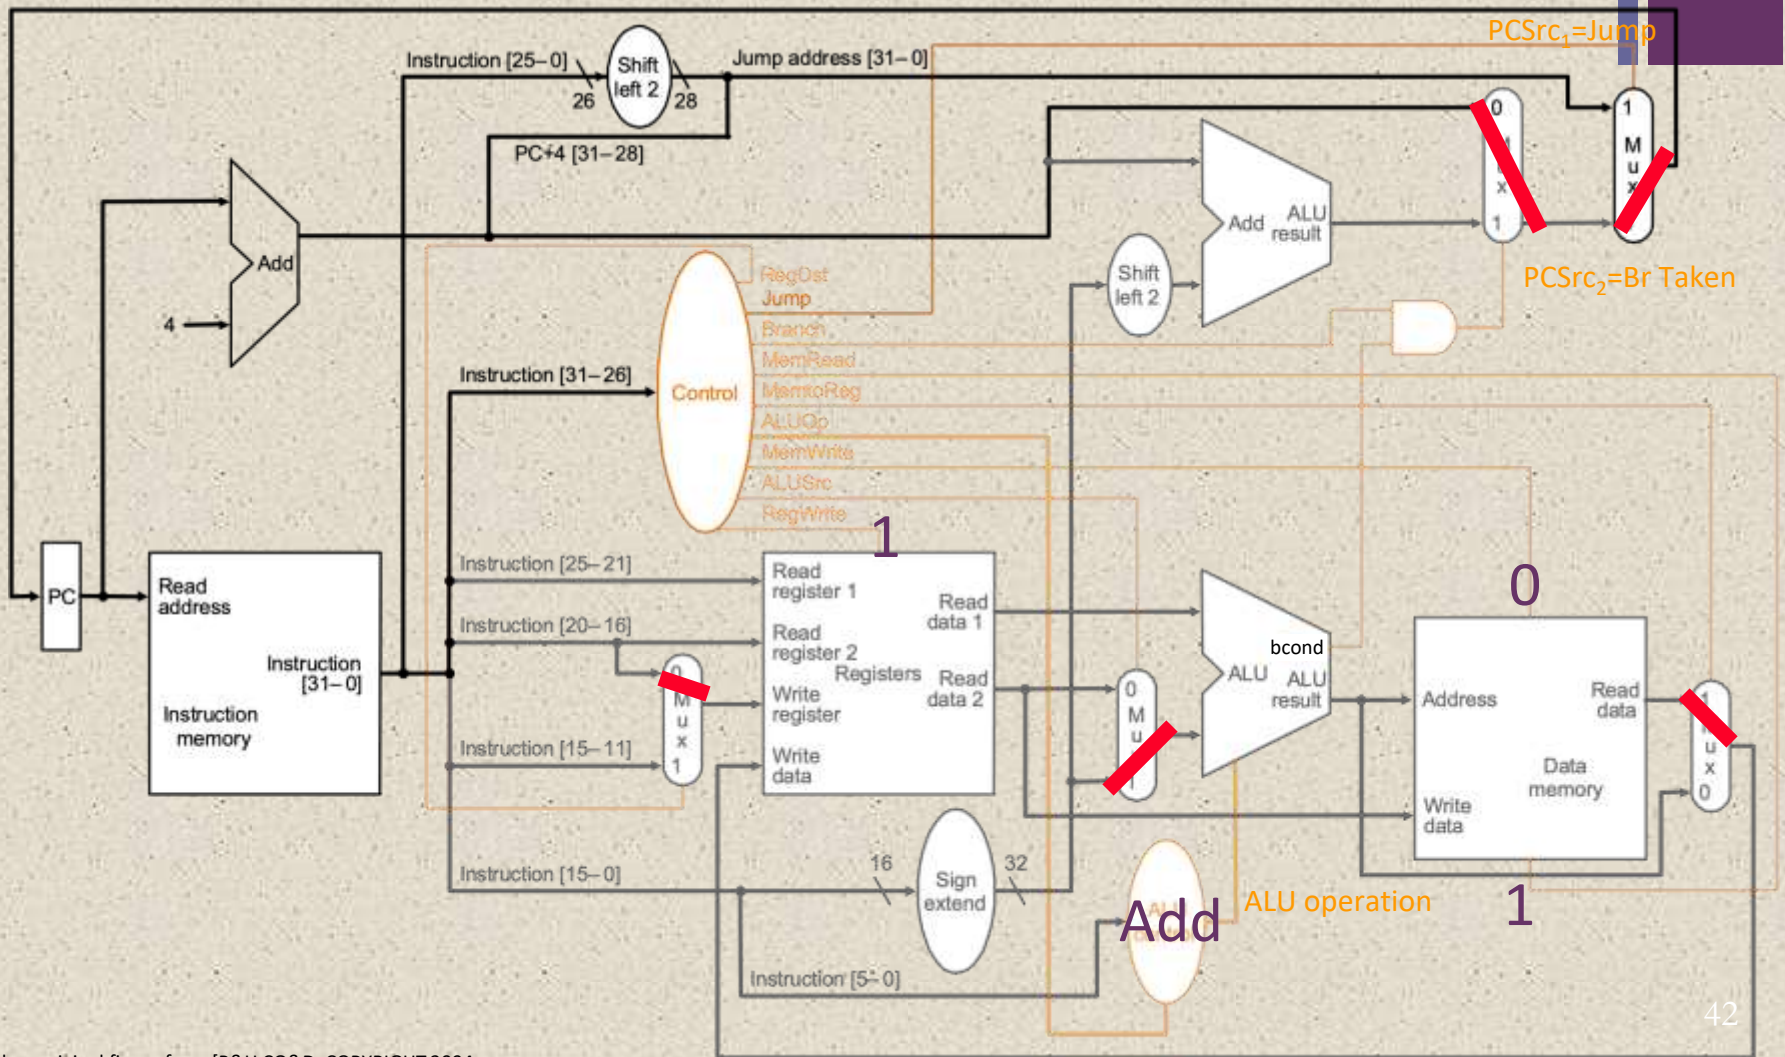 PCSrc1=Jump
Instruction [25–0]
Shift
left 2
Jump address [31–0]
26
28
PC+4 [31–28]
0
M
u
x
1
1
M
u
x
Add
ALU
result
Add
4
Shift
left 2
PCSrc2=Br Taken
RegDst
Jump
Branch
MemRead
MemtoReg
ALUOp
MemWrite
ALUSrc
RegWrite
Control
Instruction [31–26]
1
0
PC
Read
address
Instruction
[31–0]
Instruction
memory
Instruction [25–21]
Instruction [20–16]
Instruction [15–11]
0
M
u
x
1
Read
register 1
Read
register 2
Registers
Write
register
Write
data
Read
data 1
Read
data 2
0
M
u
bcond
ALU
ALU
result
Address
Read
data
Data
memory
Write
data
1
u
x
0
Instruction [15–0]
16
Sign
extend
32
Add
ALU operation
1
Instruction [5–0]
42